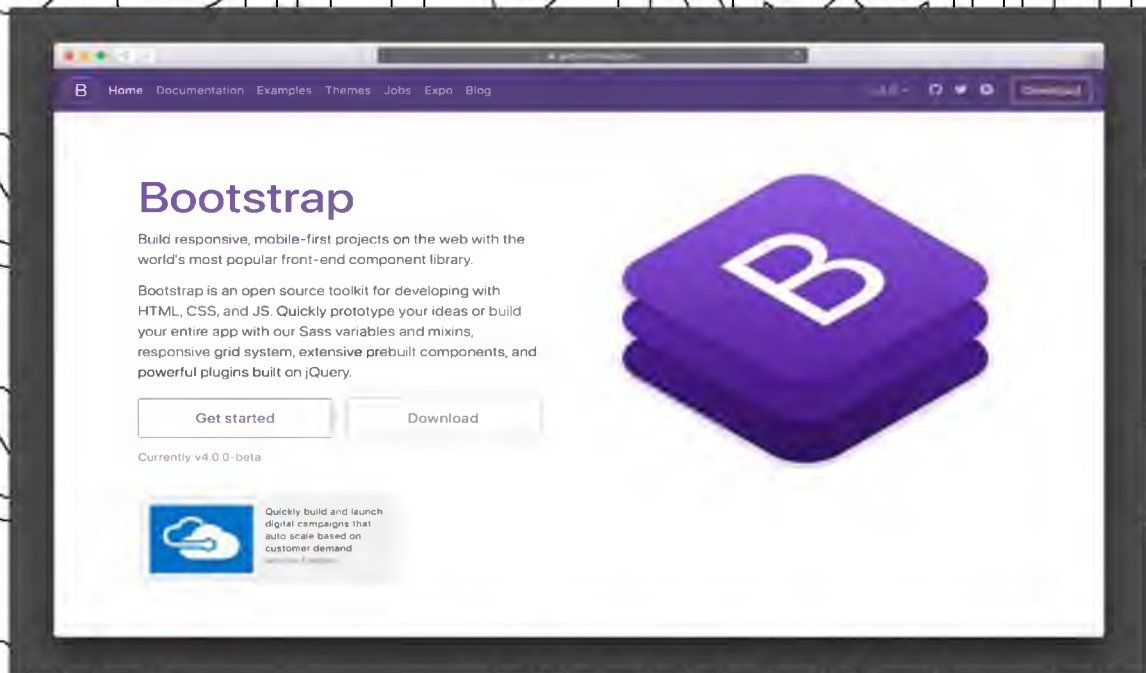 B Home Documentation Examples Themes Jobs Expo Blog
Download
Bootstrap
Build responsive, mobile-first projects on the web with the
world's most popular front-end component library.
Bootstrap is an open source toolkit for developing with
HTML, CSS, and JS. Quickly prototype your ideas or build
your entire app with our Sass variables and mixins,
responsive grid system, extensive prebuilt components, and
powerful plugins built on jQuery.
Get started Download
Currently v4.0.0-beta
B
Quickly build and launch
digital campaigns that
auto scale based on
customer demand